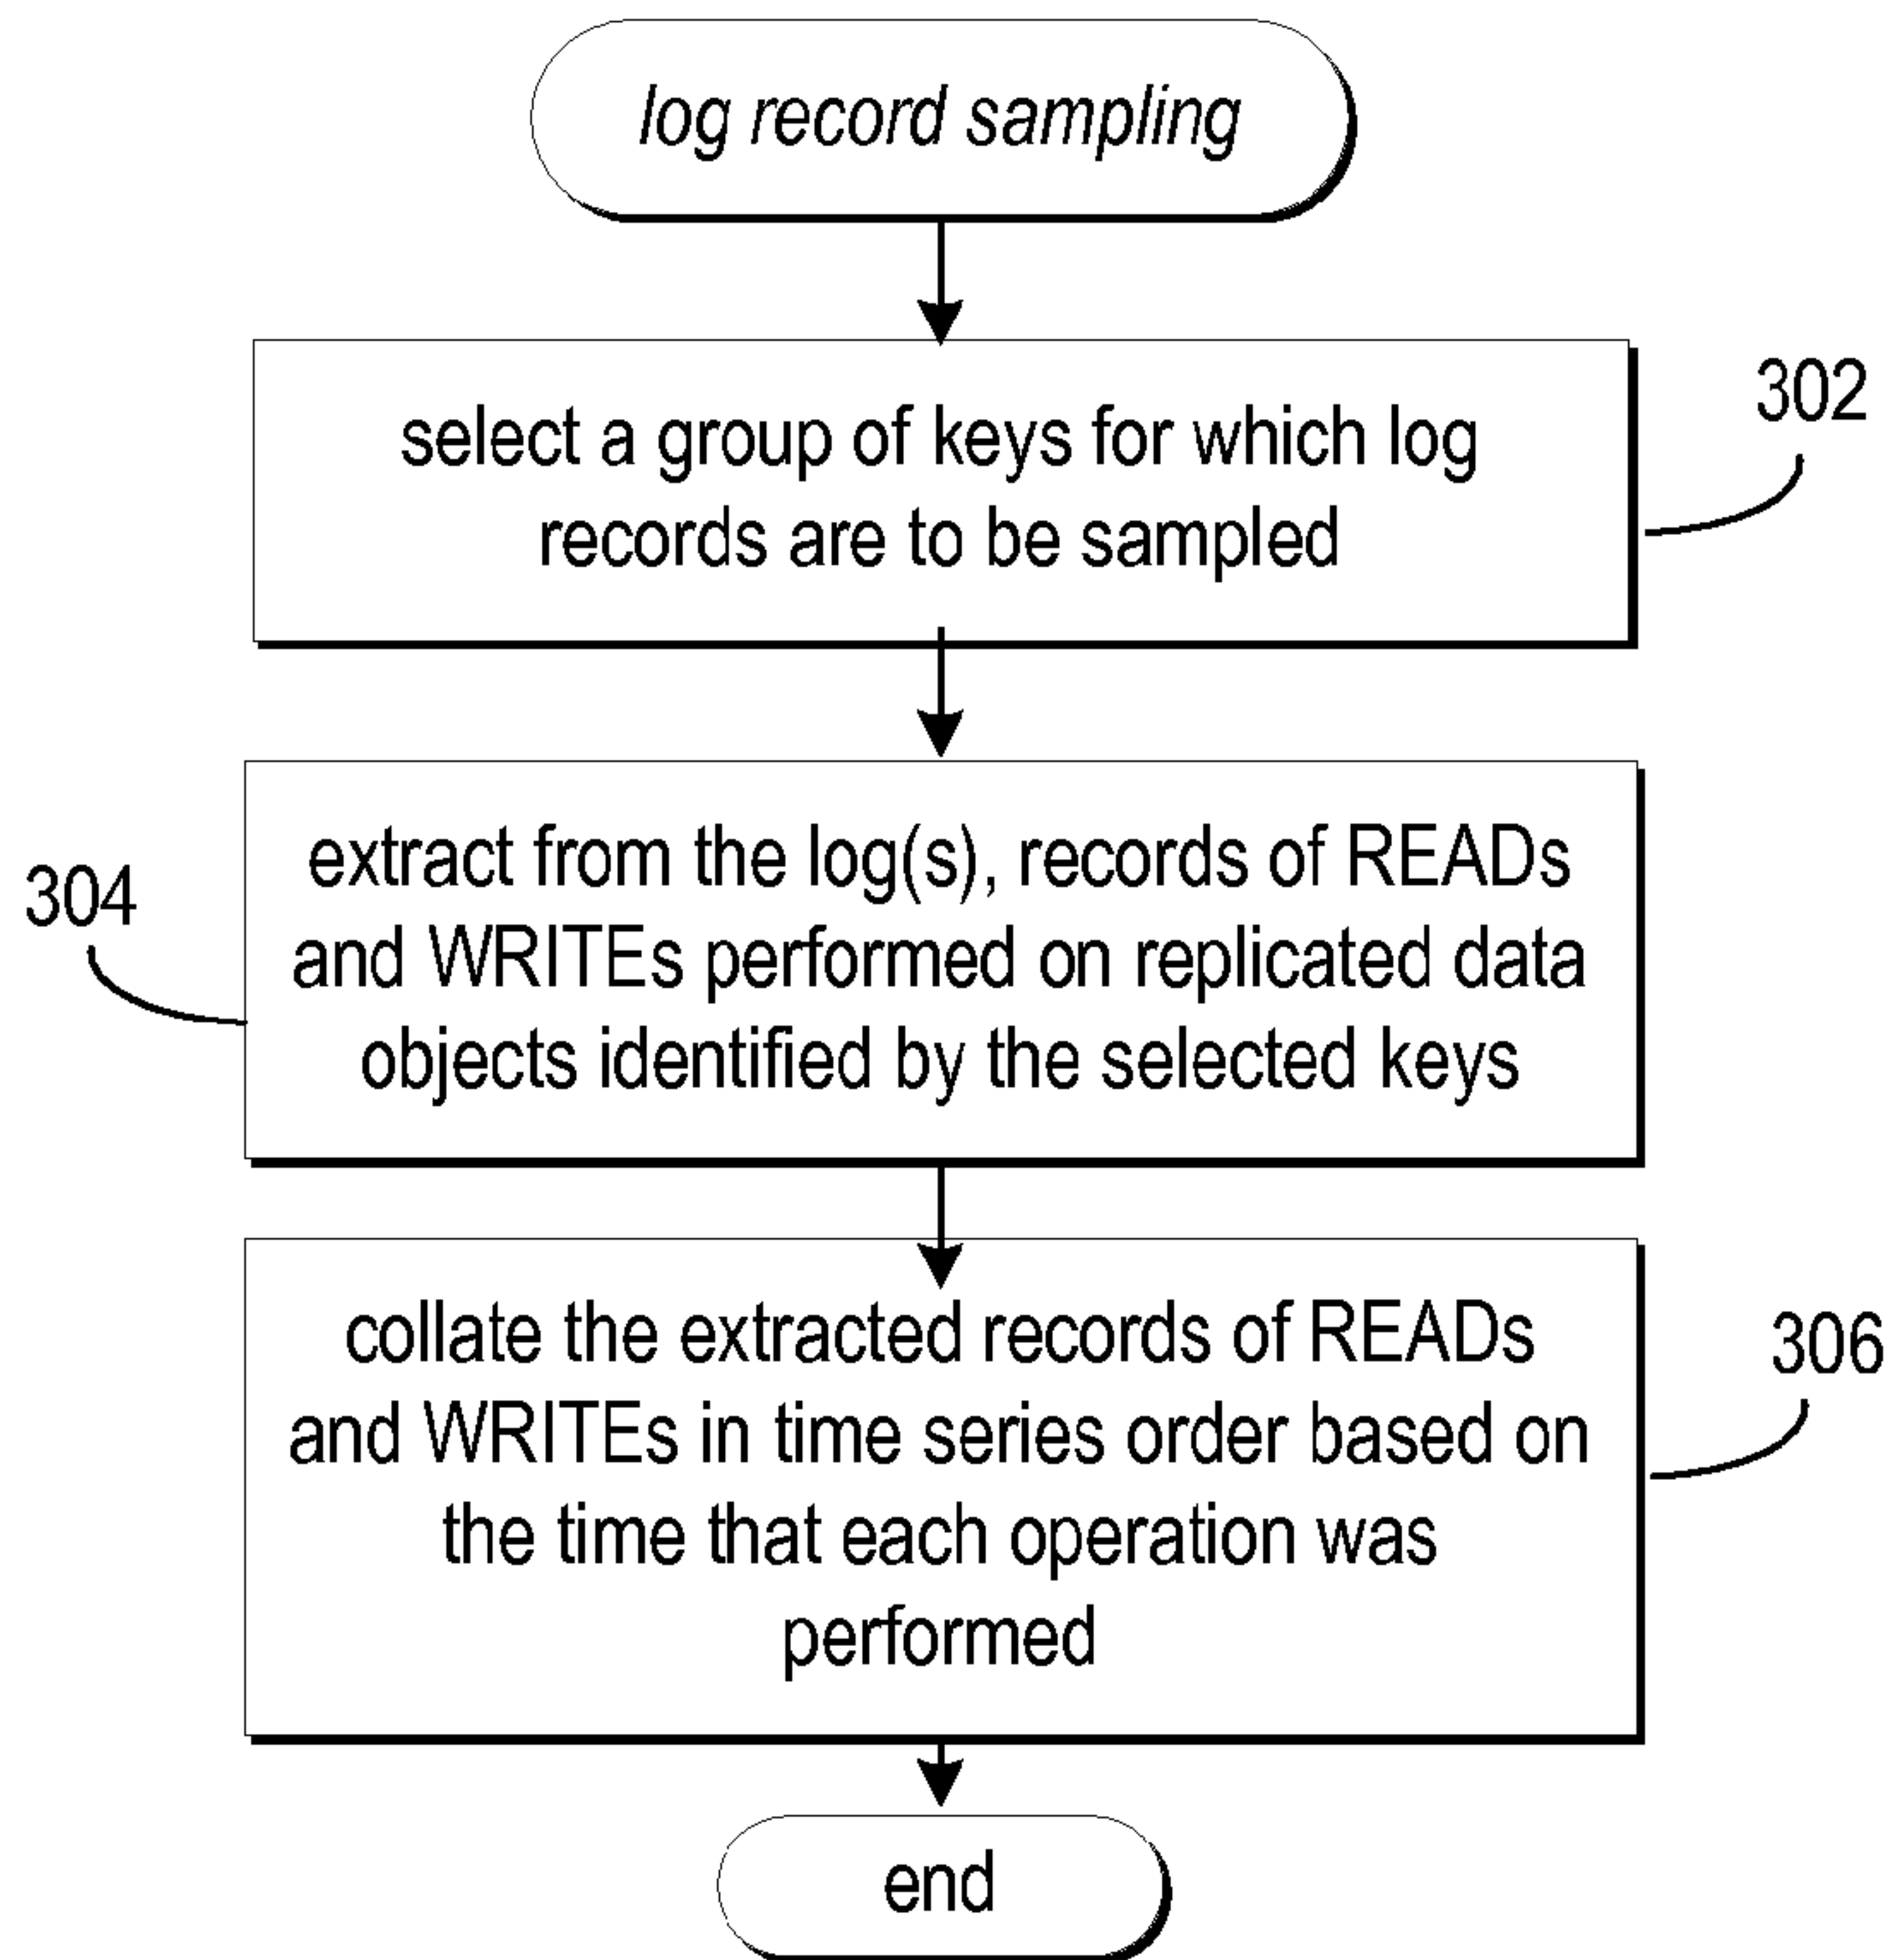 log record sampling
select a group of keys for which log
records are to be sampled
302
extract from the log(s), records of READs
and WRITEs performed on replicated data
objects identified by the selected keys
304
collate the extracted records of READs
and WRITEs in time series order based on
the time that each operation was
performed
306
end